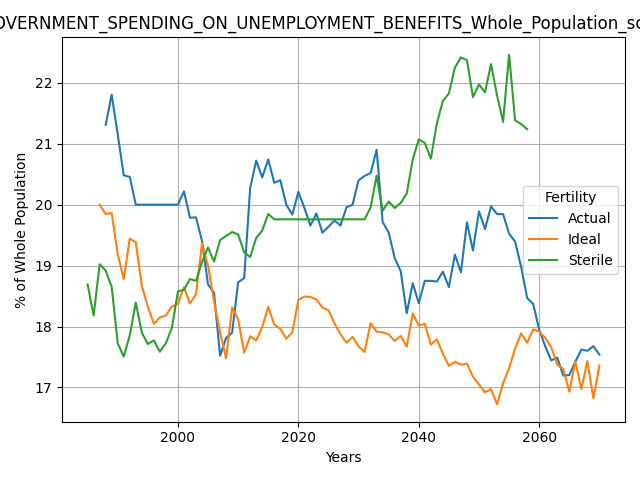 OVERNMENT_SPENDING_ON_UNEMPLOYMENT_BENEFITS_Whole_Population_sc
22
21
20
19
18
17
% of Whole Population
Fertility
Actual
Ideal
Sterile
2000
2020
2040
2060
Years